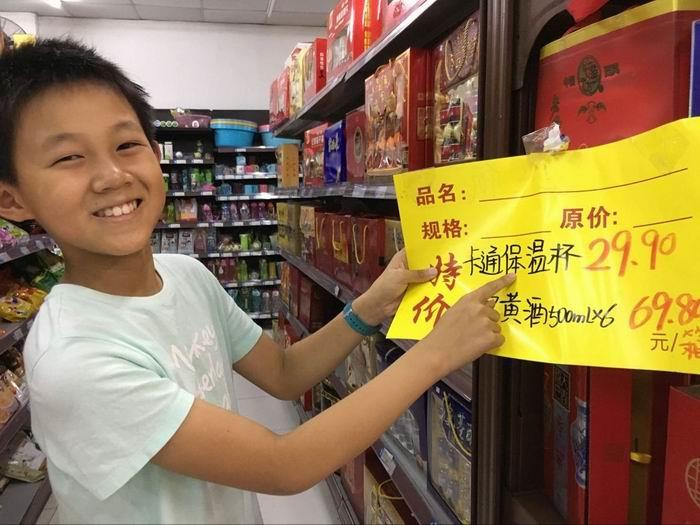 品名：
规格：
原价：
特价
卡通保温杯 29.90
黄酒500ml×6 69.80
元/